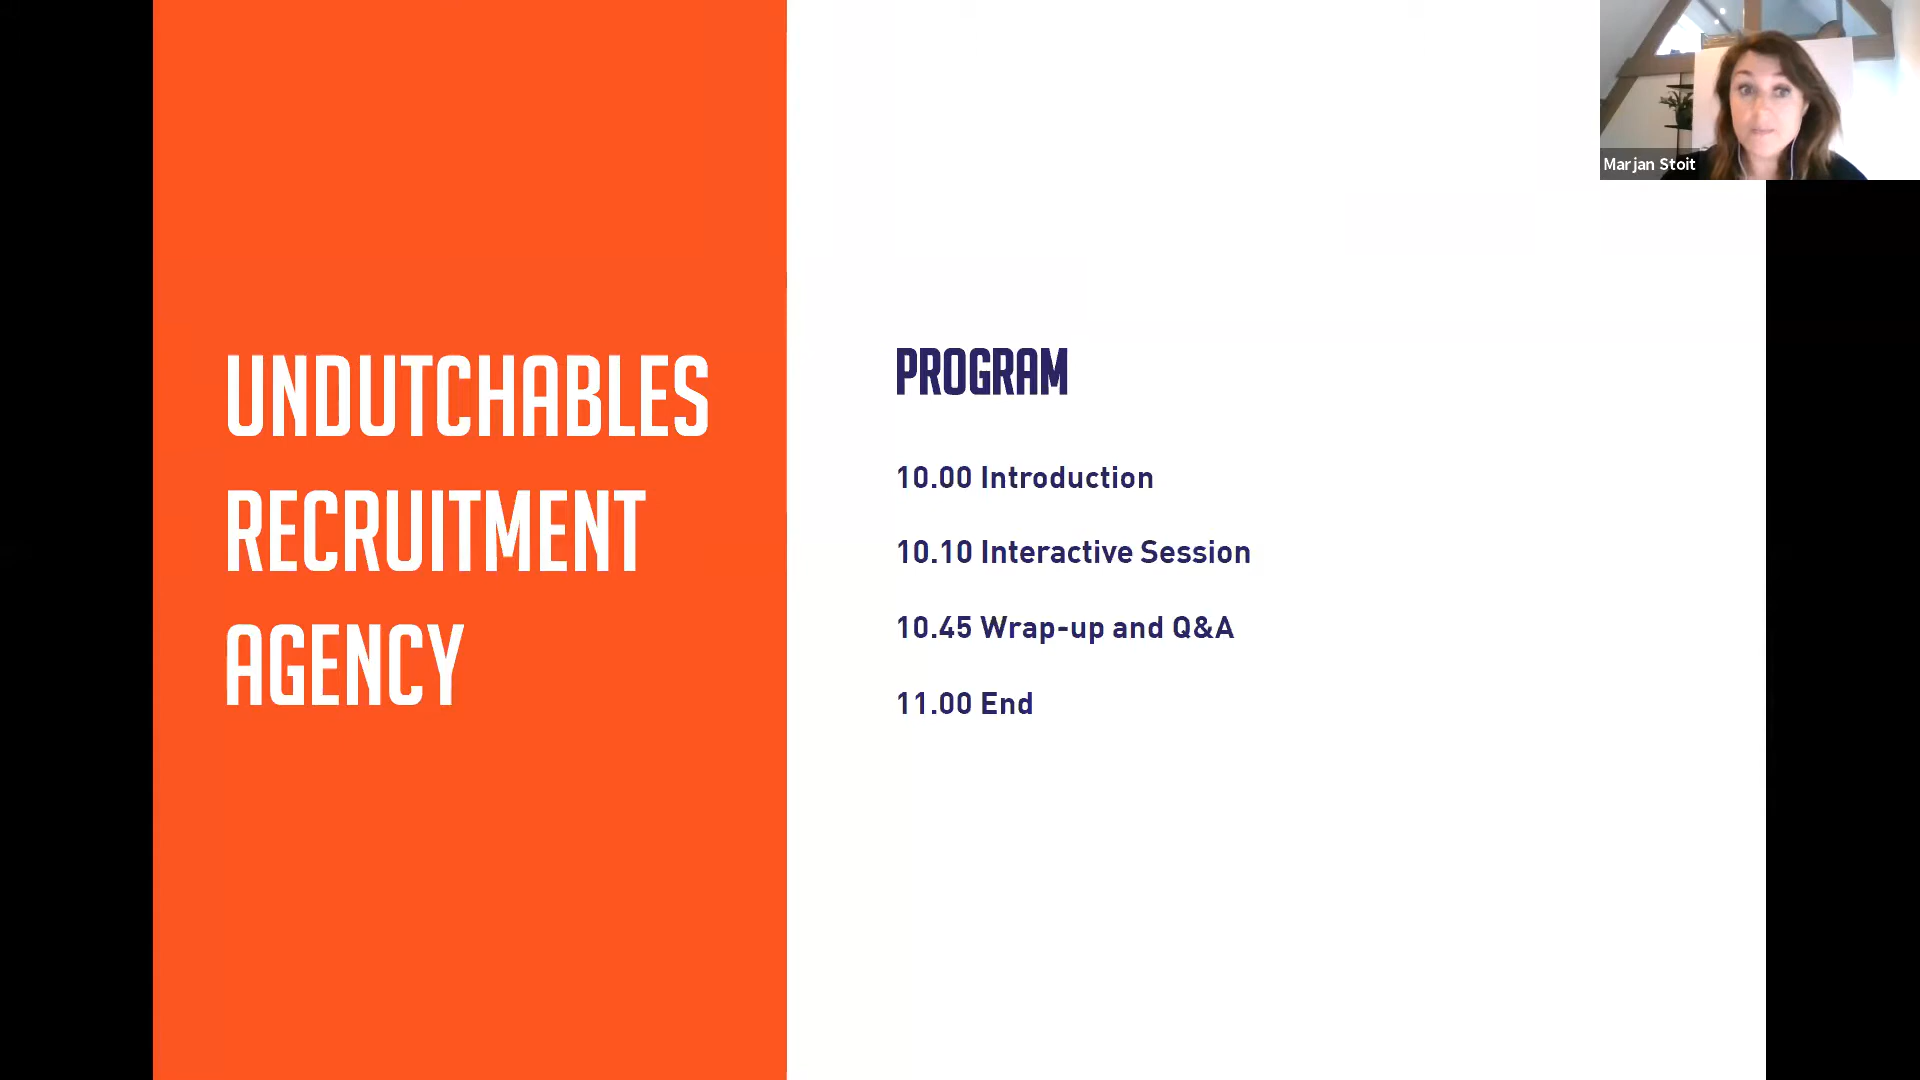 UNDUTCHABLES
RECRUITMENT
AGENCY
PROGRAM
10.00 Introduction
10.10 Interactive Session
10.45 Wrap-up and Q&A
11.00 End
Marjan Stoit